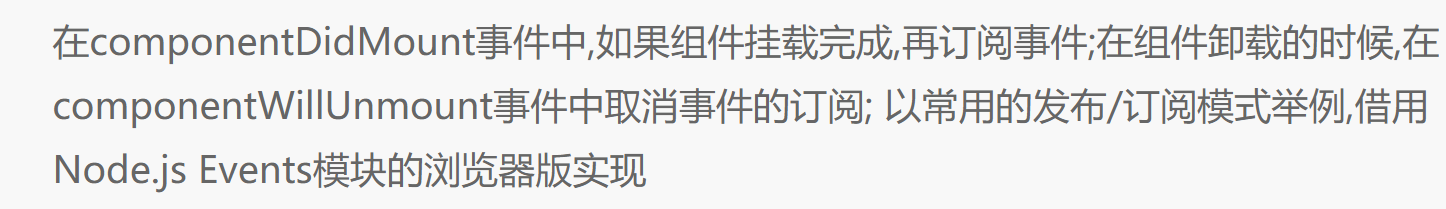 在componentDidMount事件中,如果组件挂载完成,再订阅事件;在组件卸载的时候,在
componentWillUnmount事件中取消事件的订阅; 以常用的发布/订阅模式举例,借用
Node.js Events模块的浏览器版实现